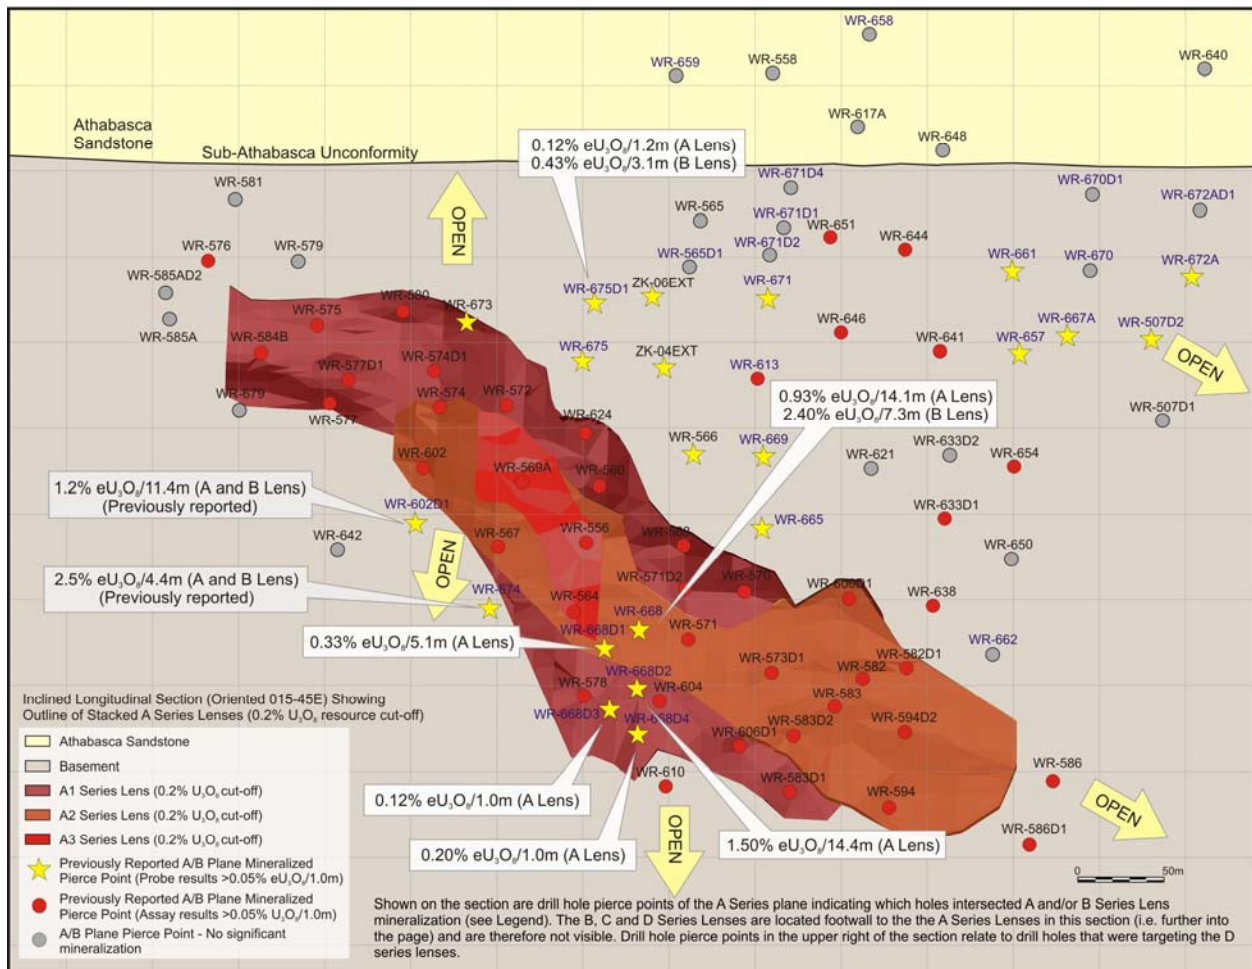 WR-658
WR-659
WR-558
WR-640
WR-617A
Athabasca
Sandstone
Sub-Athabasca Unconformity
WR-648
0.12% eU₃O₈/1.2m (A Lens)
0.43% eU₃O₈/3.1m (B Lens)
WR-581
OPEN
WR-671D4
WR-670D1
WR-672AD1
WR-565
WR-671D1
WR-651
WR-576
WR-579
WR-671D2
WR-644
WR-565D1
WR-661
WR-670
WR-672A
WR-585AD2
ZK-06EXT
WR-671
WR-675D1
WR-580
WR-673
WR-585A
WR-575
WR-646
WR-667A
WR-507D2
WR-584B
WR-675
ZK-04EXT
WR-641
WR-657
OPEN
WR-577D1
WR-574D1
WR-613
WR-679
WR-577
WR-574
WR-572
0.93% eU₃O₈/14.1m (A Lens)
2.40% eU₃O₈/7.3m (B Lens)
WR-507D1
WR-624
WR-566
WR-669
WR-633D2
WR-621
WR-654
WR-602
WR-569A
WR-560
1.2% eU₃O₈/11.4m (A and B Lens)
(Previously reported)
WR-602D1
WR-633D1
WR-665
WR-642
OPEN
WR-567
WR-556
WR-650
2.5% eU₃O₈/4.4m (A and B Lens)
(Previously reported)
WR-674
WR-571D2
WR-570
WR-638
WR-564
WR-668
0.33% eU₃O₈/5.1m (A Lens)
WR-668D1
WR-571
WR-662
WR-573D1
WR-582D1
WR-582
WR-668D2
WR-578
WR-604
WR-583
Inclined Longitudinal Section (Oriented 015-45E) Showing
Outline of Stacked A Series Lenses (0.2% U₃O₈ resource cut-off)
WR-668D3
WR-668D4
WR-583D2
WR-594D2
WR-606D1
Athabasca Sandstone
Basement
A1 Series Lens (0.2% U₃O₈ cut-off)
A2 Series Lens (0.2% U₃O₈ cut-off)
A3 Series Lens (0.2% U₃O₈ cut-off)
Previously Reported A/B Plane Mineralized
Pierce Point (Probe results >0.05% eU₃O₈/1.0m)
Previously Reported A/B Plane Mineralized
Pierce Point (Assay results >0.05% U₃O₈/1.0m)
A/B Plane Pierce Point - No significant
mineralization
WR-610
WR-583D1
WR-594
WR-586
0.12% eU₃O₈/1.0m (A Lens)
OPEN
OPEN
WR-586D1
0.20% eU₃O₈/1.0m (A Lens)
1.50% eU₃O₈/14.4m (A Lens)
0
50m
Shown on the section are drill hole pierce points of the A Series plane indicating which holes intersected A and/or B Series Lens
mineralization (see Legend). The B, C and D Series Lenses are located footwall to the the A Series Lenses in this section (i.e. further into
the page) and are therefore not visible. Drill hole pierce points in the upper right of the section relate to drill holes that were targeting the D
series lenses.